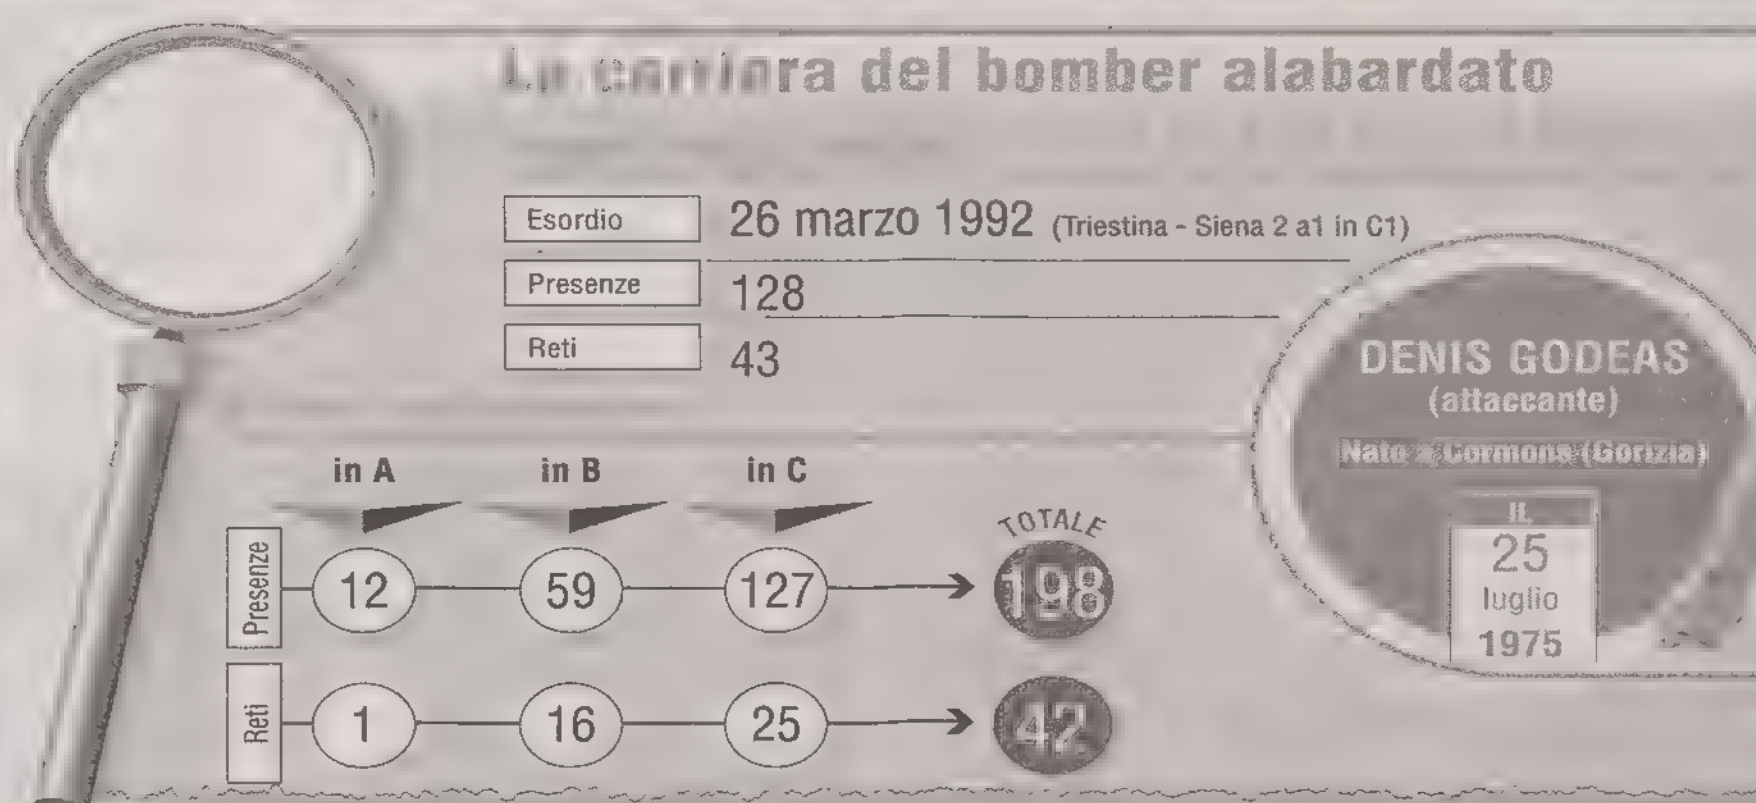 La carriera del bomber alabardato
Esordio 26 marzo 1992 (Triestina - Siena 2 a1 in C1)
Presenze 128
Reti 43
DENIS GODEAS
(attaccante)
Nato a Cormons (Gorizia)
IL
25
luglio
1975
in A in B in C
TOTALE
Presenze 12 59 127 198
Reti 1 16 25 42